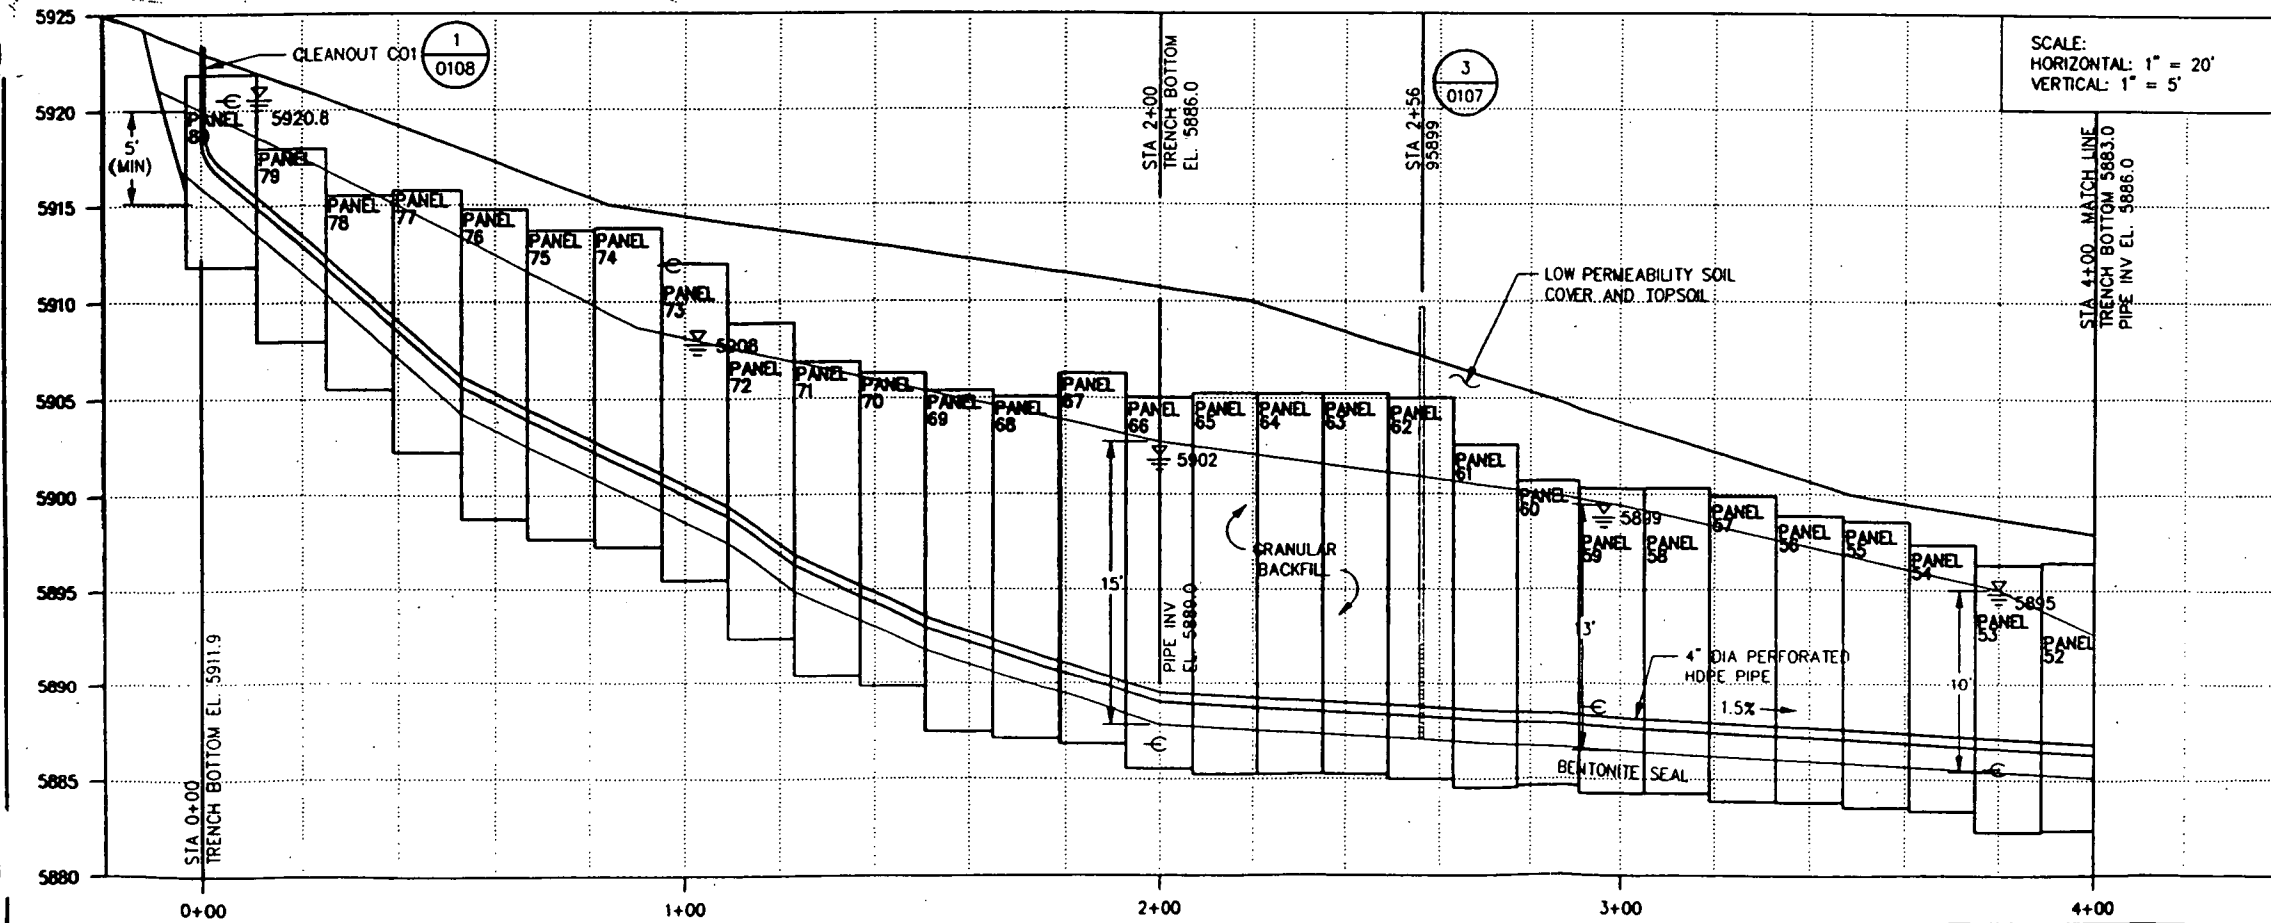 5925
5920
5915
5910
5905
5900
5895
5890
5885
5880
CLEANOUT CO1
1
0108
STA 2+00
TRENCH BOTTOM
EL. 5886.0
STA 2+56
95899
3
0107
SCALE:
HORIZONTAL: 1" = 20'
VERTICAL: 1" = 5'
STA 4+00 MATCH LINE
TRENCH BOTTOM 5883.0
PIPE INV EL. 5886.0
5'
(MIN)
5920.8
PANEL
80
PANEL
79
PANEL
78
PANEL
77
PANEL
76
PANEL
75
PANEL
74
PANEL
73
5908
PANEL
72
PANEL
71
PANEL
70
PANEL
69
PANEL
68
PANEL
67
PANEL
66
PANEL
65
PANEL
64
PANEL
63
PANEL
62
PANEL
61
PANEL
60
PANEL
59
PANEL
58
PANEL
57
PANEL
56
PANEL
55
PANEL
54
PANEL
53
PANEL
52
LOW PERMEABILITY SOIL
COVER AND TOPSOIL
5902
5899
5895
GRANULAR
BACKFILL
15'
13'
10'
PIPE INV
EL. 5889.0
4" DIA PERFORATED
HDPE PIPE
1.5%
BENTONITE SEAL
STA 0+00
TRENCH BOTTOM EL. 5911.9
0+00
1+00
2+00
3+00
4+00